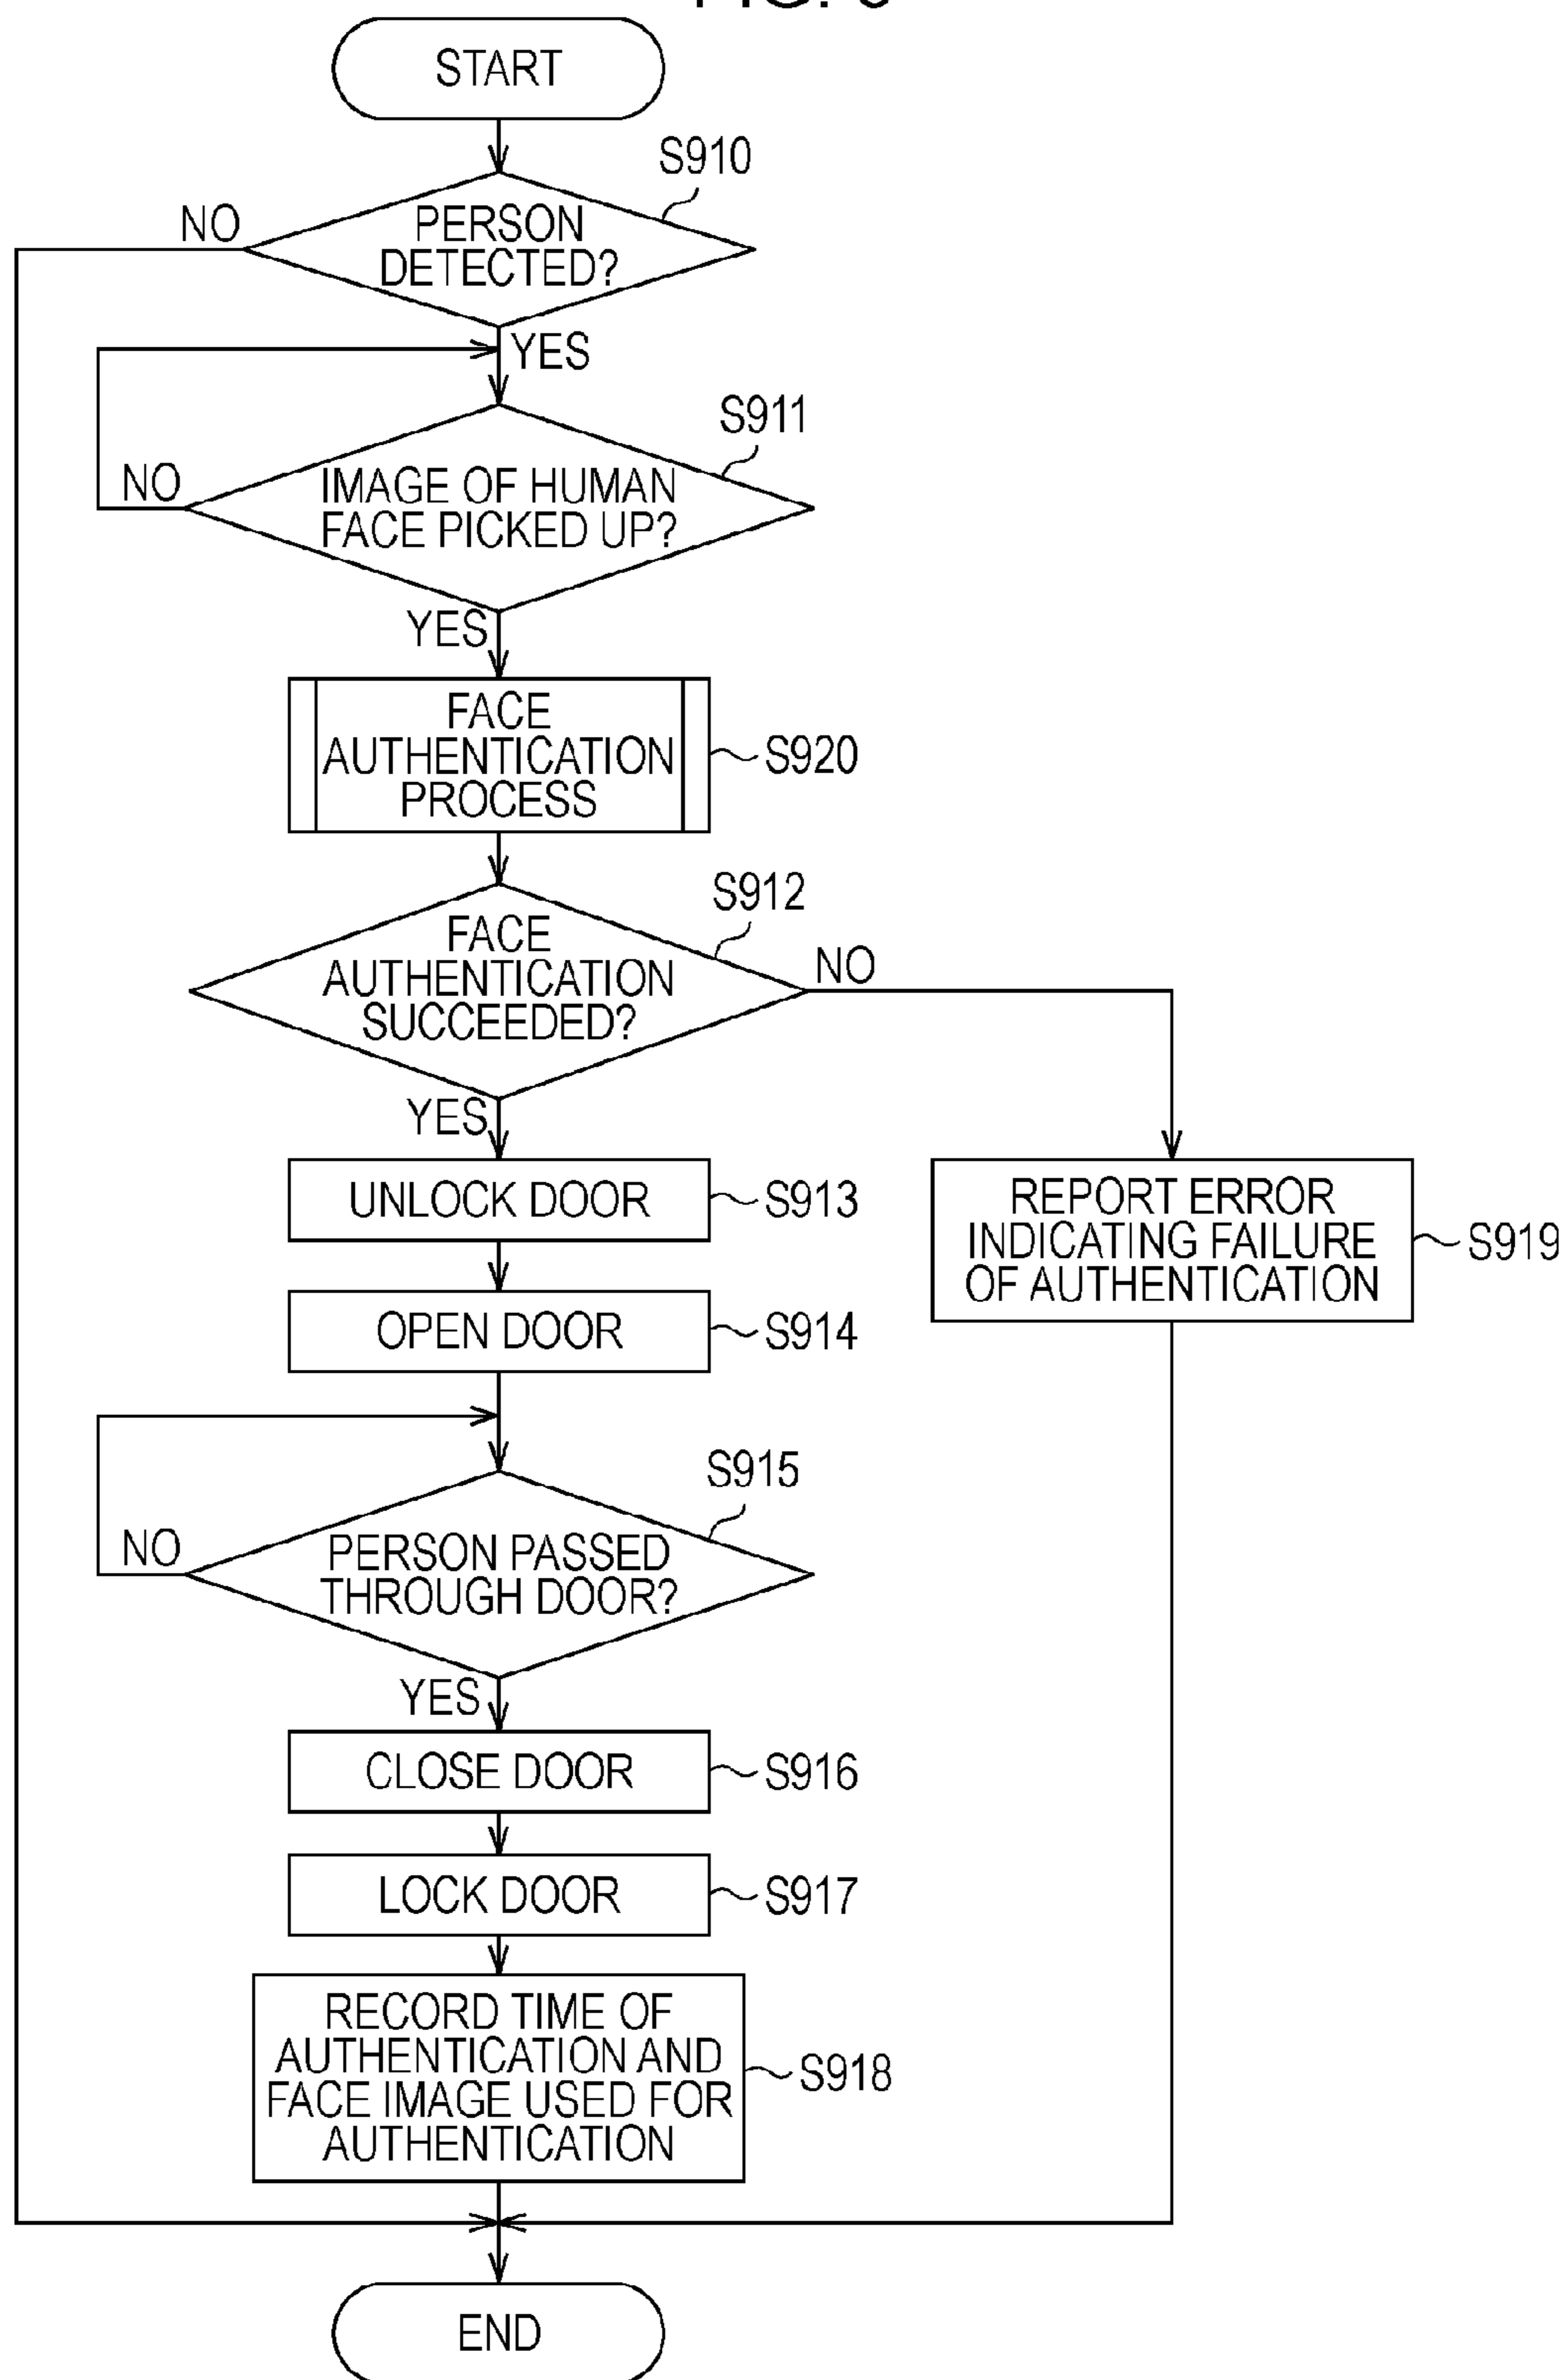 START
S910
NO
PERSON
DETECTED?
YES
S911
NO
IMAGE OF HUMAN
FACE PICKED UP?
YES
FACE
AUTHENTICATION
PROCESS
S920
S912
FACE
AUTHENTICATION
SUCCEEDED?
NO
YES
UNLOCK DOOR
S913
REPORT ERROR
INDICATING FAILURE
OF AUTHENTICATION
S919
OPEN DOOR
S914
S915
NO
PERSON PASSED
THROUGH DOOR?
YES
CLOSE DOOR
S916
LOCK DOOR
S917
RECORD TIME OF
AUTHENTICATION AND
FACE IMAGE USED FOR
AUTHENTICATION
S918
END